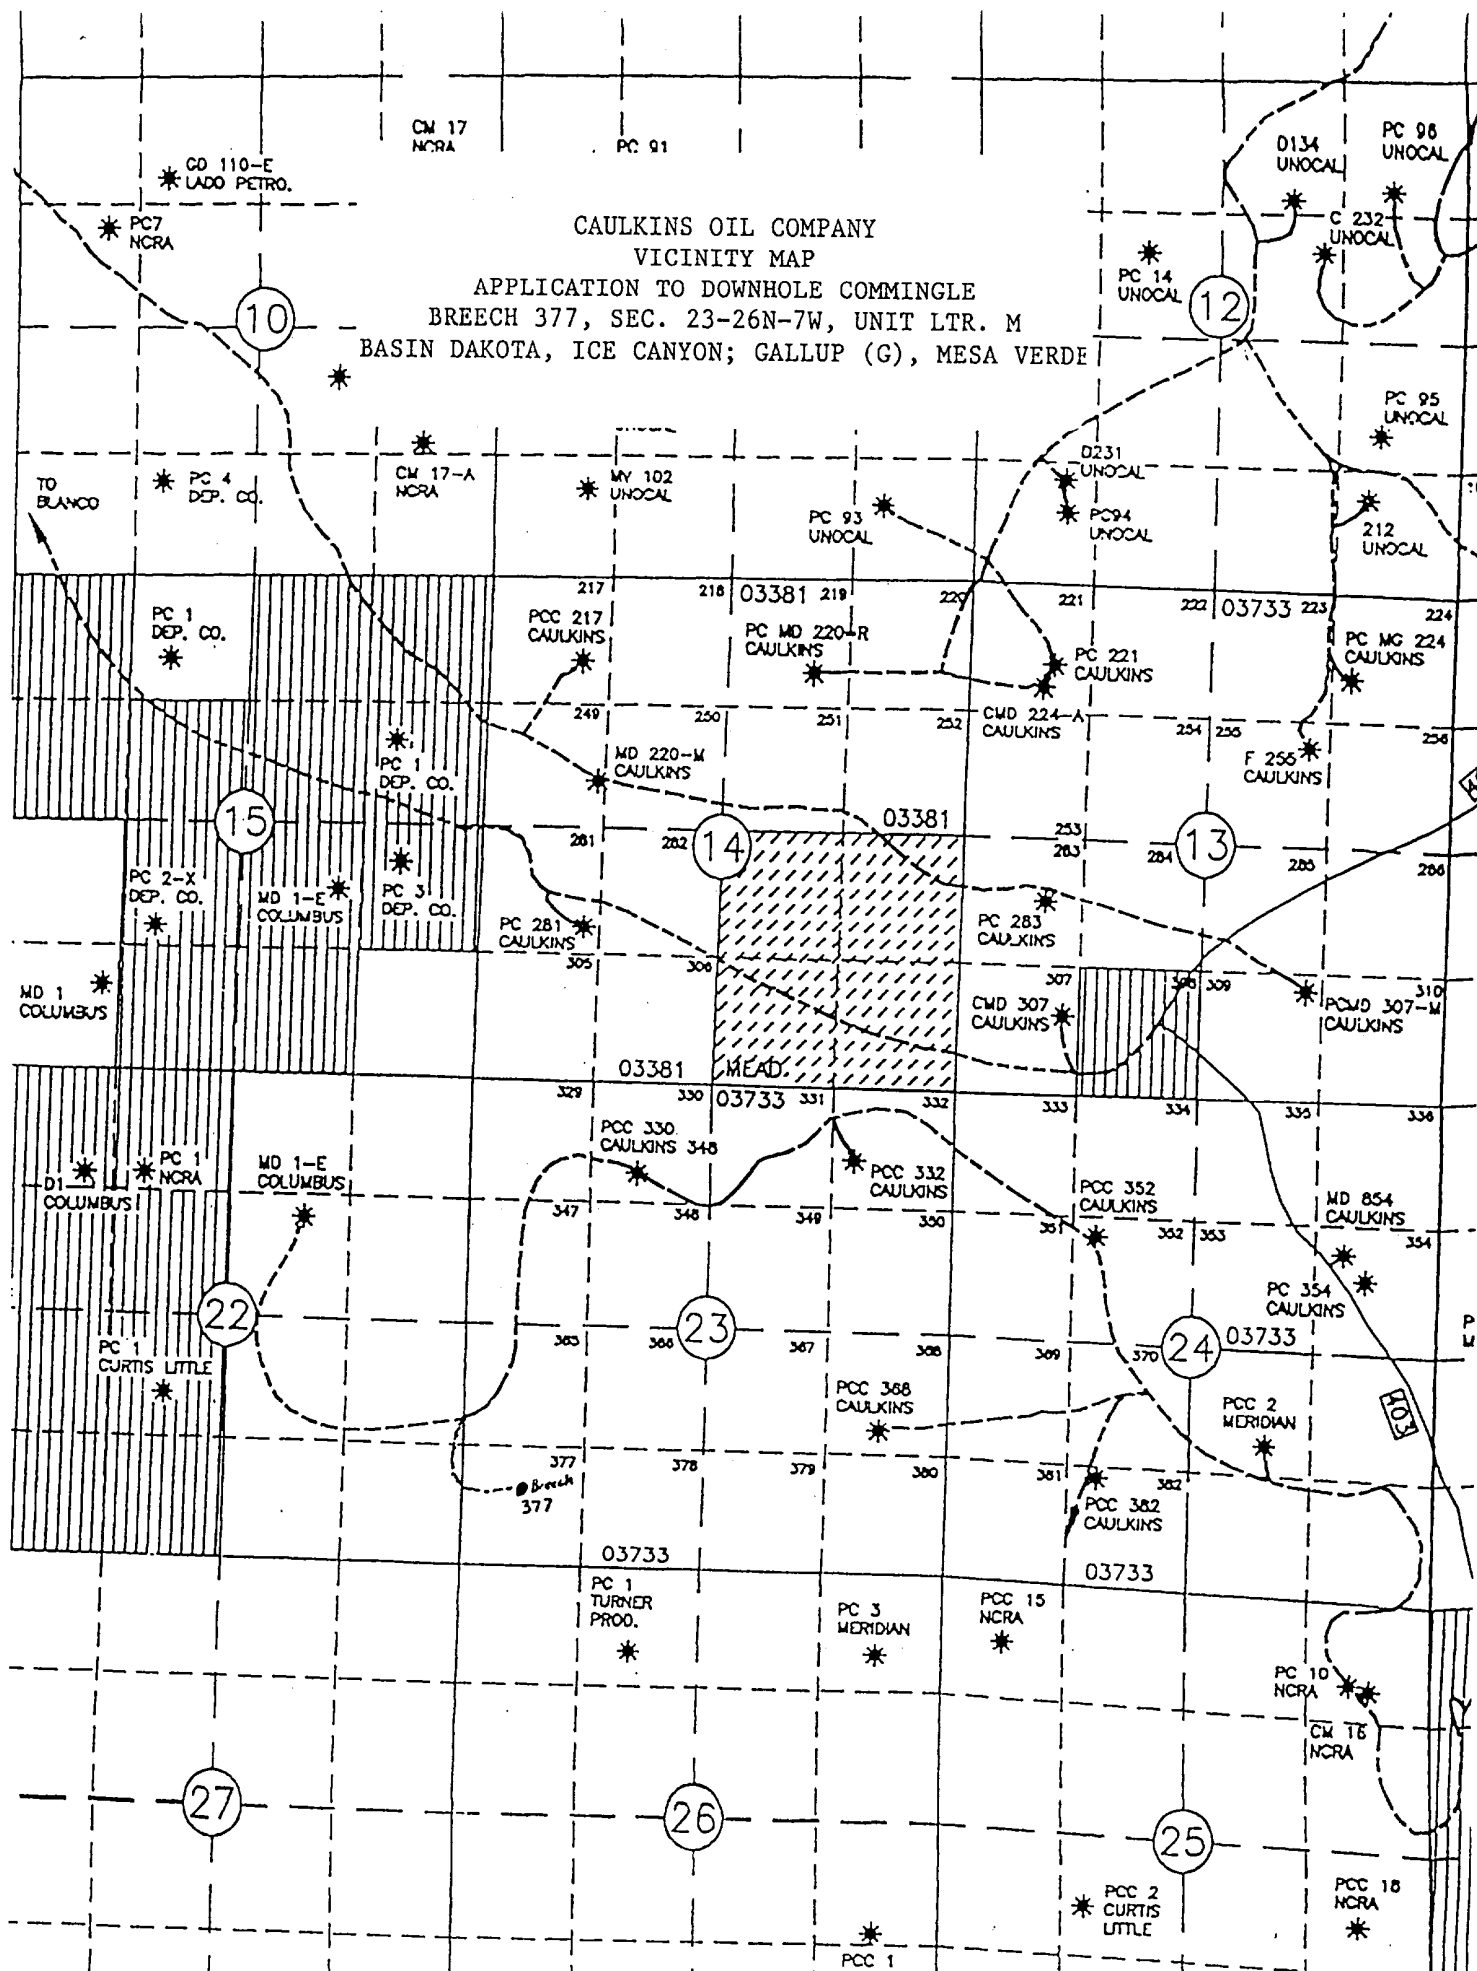 CM 17
NCRA
PC 91
D134
UNOCAL
PC 98
UNOCAL
GD 110-E
LADO PETRO.
PC7
NCRA
C 232
UNOCAL
PC 14
UNOCAL
CAULKINS OIL COMPANY
VICINITY MAP
APPLICATION TO DOWNHOLE COMMINGLE
BREECH 377, SEC. 23-26N-7W, UNIT LTR. M
BASIN DAKOTA, ICE CANYON; GALLUP (G), MESA VERDE
10
12
PC 95
UNOCAL
TO
BLANCO
PC 4
DEP. CO.
CM 17-A
NCRA
MY 102
UNOCAL
D231
UNOCAL
PC 93
UNOCAL
PC94
UNOCAL
212
UNOCAL
217
218
03381
219
220
221
222
03733
223
224
PC 1
DEP. CO.
PCC 217
CAULKINS
PC MD 220-R
CAULKINS
PC 221
CAULKINS
PC MG 224
CAULKINS
249
250
251
252
CMD 224-A
CAULKINS
254
255
256
PC 1
DEP. CO.
MD 220-M
CAULKINS
F 255
CAULKINS
15
281
282
14
03381
253
283
284
13
285
286
PC 2-X
DEP. CO.
MD 1-E
COLUMBUS
PC 3
DEP. CO.
PC 281
CAULKINS
PC 283
CAULKINS
305
306
307
308
309
310
MD 1
COLUMBUS
CMD 307
CAULKINS
PCMD 307-M
CAULKINS
03381
MEAD.
329
330
03733
331
332
333
334
335
336
PCC 330
CAULKINS 348
D1
COLUMBUS
PC 1
NCRA
MD 1-E
COLUMBUS
PCC 332
CAULKINS
PCC 352
CAULKINS
MD 854
CAULKINS
347
348
349
350
351
352
353
354
PC 354
CAULKINS
22
365
366
23
367
368
369
370
24
03733
PC 1
CURTIS LITTLE
PCC 368
CAULKINS
PCC 2
MERIDIAN
403
377
378
379
380
381
382
Breech
377
PCC 382
CAULKINS
03733
03733
PC 1
TURNER
PROD.
PC 3
MERIDIAN
PCC 15
NCRA
PC 10
NCRA
CM 16
NCRA
27
26
25
PCC 2
CURTIS
LITTLE
PCC 18
NCRA
PCC 1